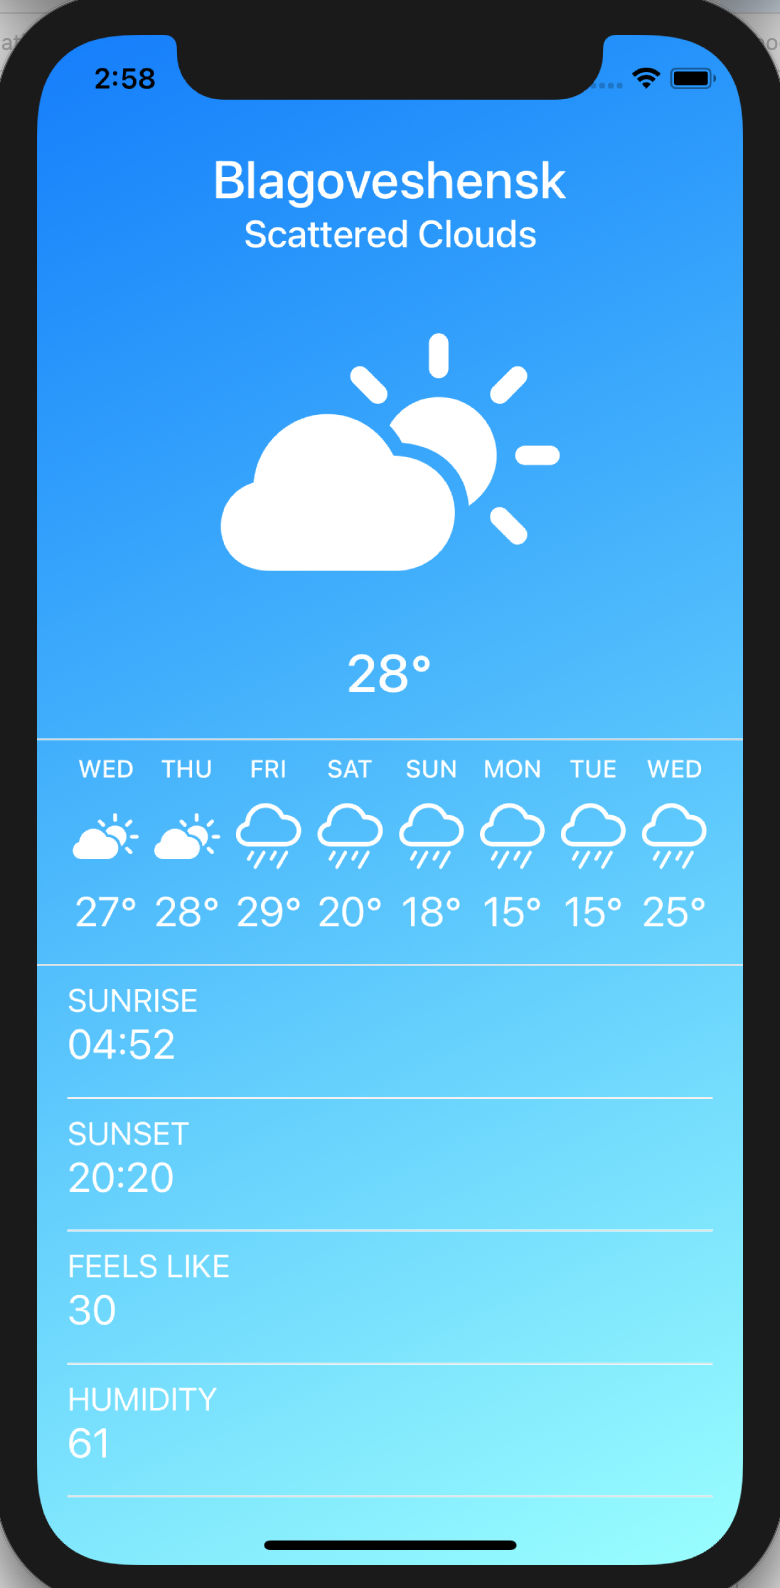 2:58
Blagoveshensk
Scattered Clouds
28°
WED THU FRI SAT SUN MON TUE WED
27° 28° 29° 20° 18° 15° 15° 25°
SUNRISE
04:52
SUNSET
20:20
FEELS LIKE
30
HUMIDITY
61